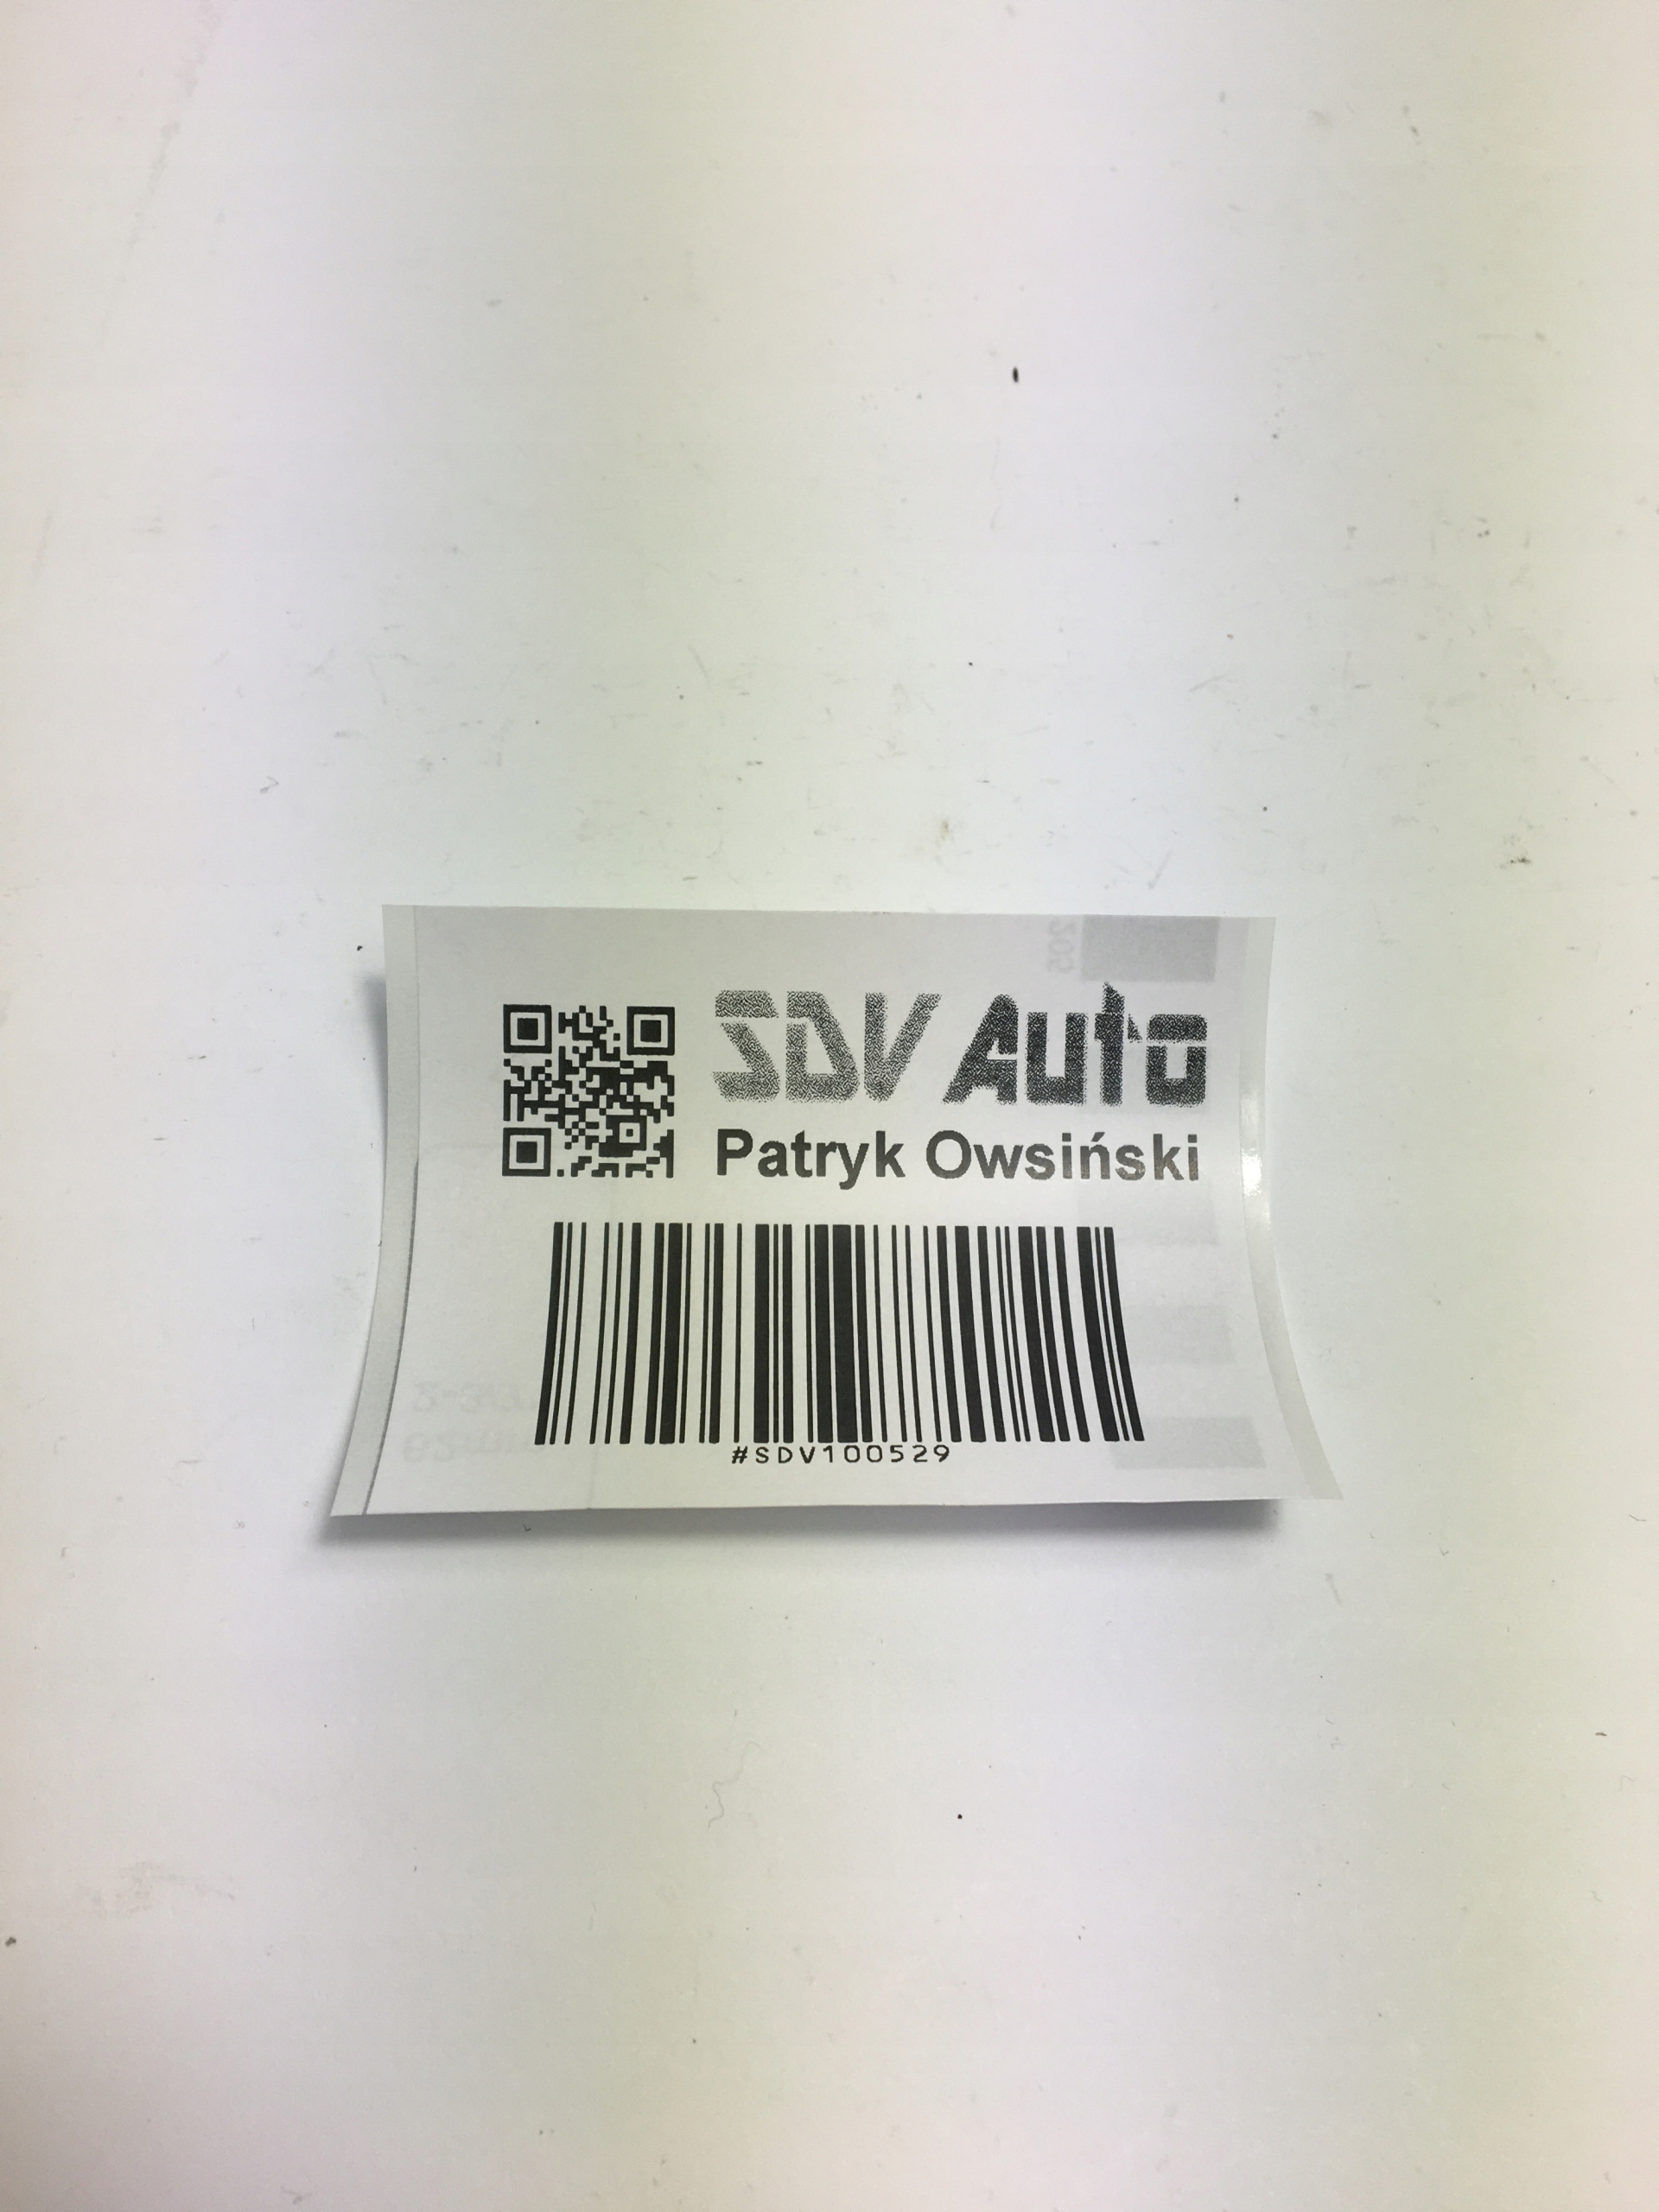 SDV Auto
Patryk Owsiński
#SDV100529